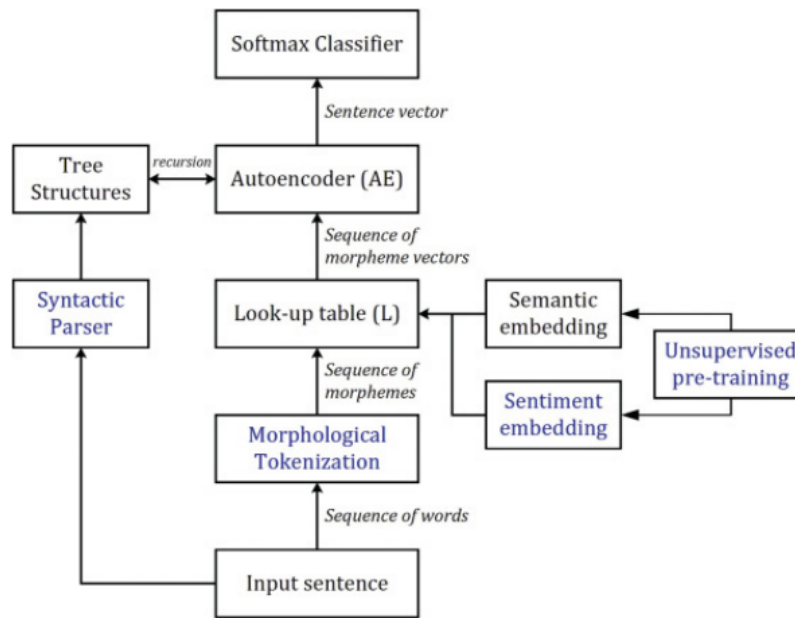 Softmax Classifier
Sentence vector
Tree
Structures
recursion
Autoencoder (AE)
Sequence of
morpheme vectors
Syntactic
Parser
Look-up table (L)
Semantic
embedding
Unsupervised
pre-training
Sequence of
morphemes
Sentiment
embedding
Morphological
Tokenization
Sequence of words
Input sentence